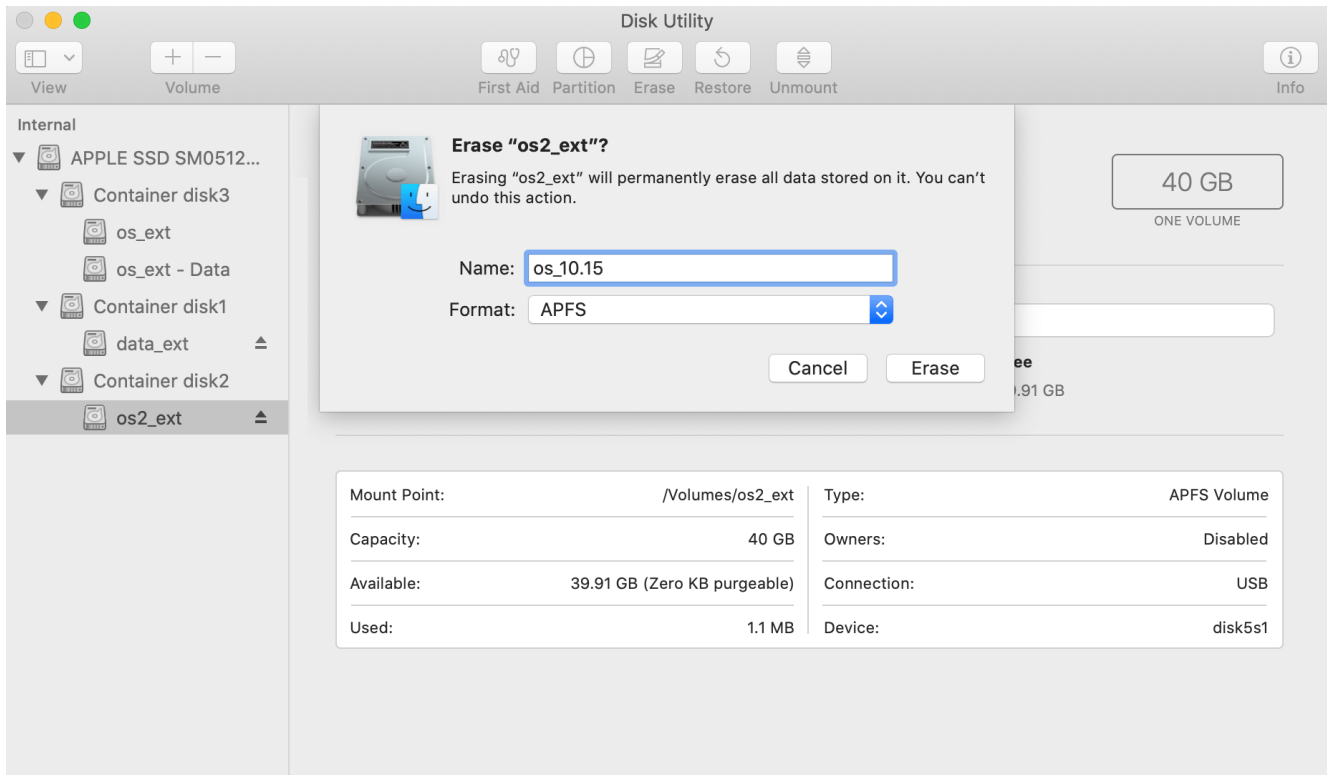 Disk Utility
View
Volume
First Aid
Partition
Erase
Restore
Unmount
Info
Internal
APPLE SSD SM0512...
Container disk3
os_ext
os_ext - Data
Container disk1
data_ext
Container disk2
os2_ext
Erase “os2_ext”?
Erasing “os2_ext” will permanently erase all data stored on it. You can’t
undo this action.
Name: os_10.15
Format: APFS
Cancel
Erase
40 GB
ONE VOLUME
ee
.91 GB
Mount Point: /Volumes/os2_ext
Capacity: 40 GB
Available: 39.91 GB (Zero KB purgeable)
Used: 1.1 MB
Type: APFS Volume
Owners: Disabled
Connection: USB
Device: disk5s1